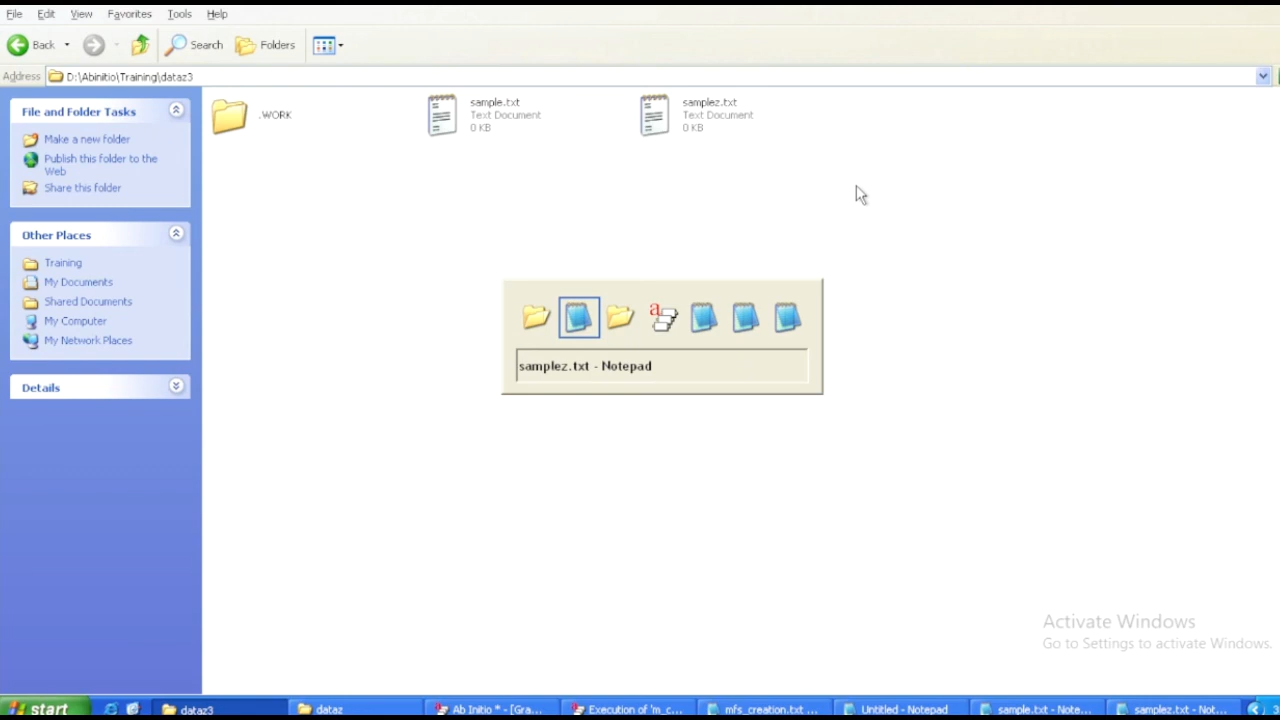 File Edit View Favorites Tools Help
Back Search Folders
Address D:\Abinitio\Training\dataz3
File and Folder Tasks
Make a new folder
Publish this folder to the
Web
Share this folder
Other Places
Training
My Documents
Shared Documents
My Computer
My Network Places
Details
.WORK
sample.txt
Text Document
0 KB
samplez.txt
Text Document
0 KB
a
samplez.txt - Notepad
Activate Windows
Go to Settings to activate Windows.
start dataz3 dataz Ab Initio * - [Gra... Execution of 'm_c... mfs_creation.txt ... Untitled - Notepad sample.txt - Note... samplez.txt - Not...